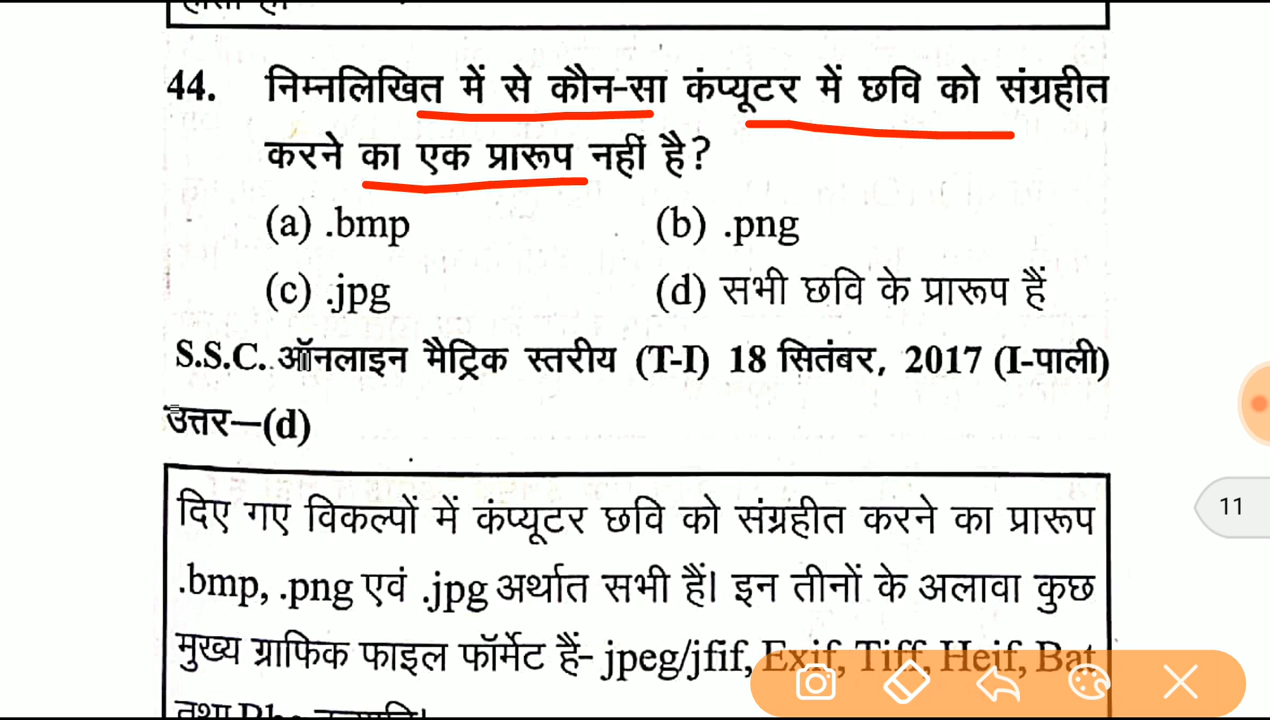 44. निम्नलिखित में से कौन-सा कंप्यूटर में छवि को संग्रहीत
करने का एक प्रारूप नहीं है?
(a) .bmp (b) .png
(c) .jpg (d) सभी छवि के प्रारूप हैं
S.S.C. ऑनलाइन मैट्रिक स्तरीय (T-I) 18 सितंबर, 2017 (I-पाली)
उत्तर—(d)
दिए गए विकल्पों में कंप्यूटर छवि को संग्रहीत करने का प्रारूप
11
.bmp, .png एवं .jpg अर्थात सभी हैं। इन तीनों के अलावा कुछ
मुख्य ग्राफिक फाइल फॉर्मेट हैं- jpeg/jfif, Exif, Tiff, Heif, Bat